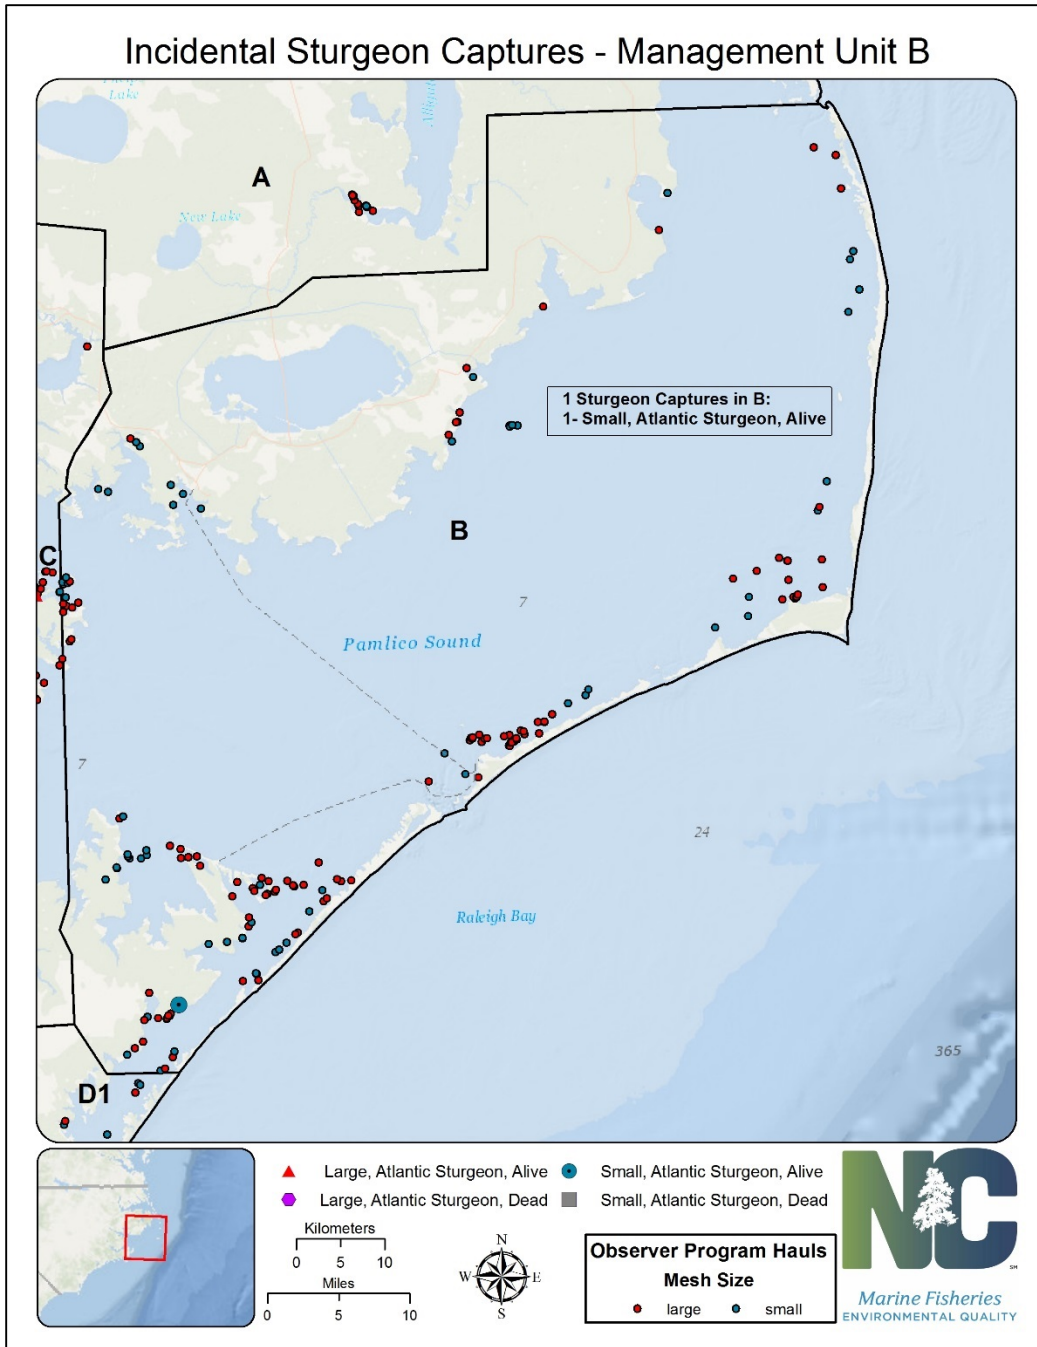 Incidental Sturgeon Captures - Management Unit B
Lake
Alligator
A
New Lake
1 Sturgeon Captures in B:
1- Small, Atlantic Sturgeon, Alive
B
C
7
Pamlico Sound
7
24
Raleigh Bay
365
D1
Large, Atlantic Sturgeon, Alive
Small, Atlantic Sturgeon, Alive
Large, Atlantic Sturgeon, Dead
Small, Atlantic Sturgeon, Dead
Kilometers
0 5 10
Miles
0 5 10
N
W E
S
Observer Program Hauls
Mesh Size
large small
NC
SM
Marine Fisheries
ENVIRONMENTAL QUALITY